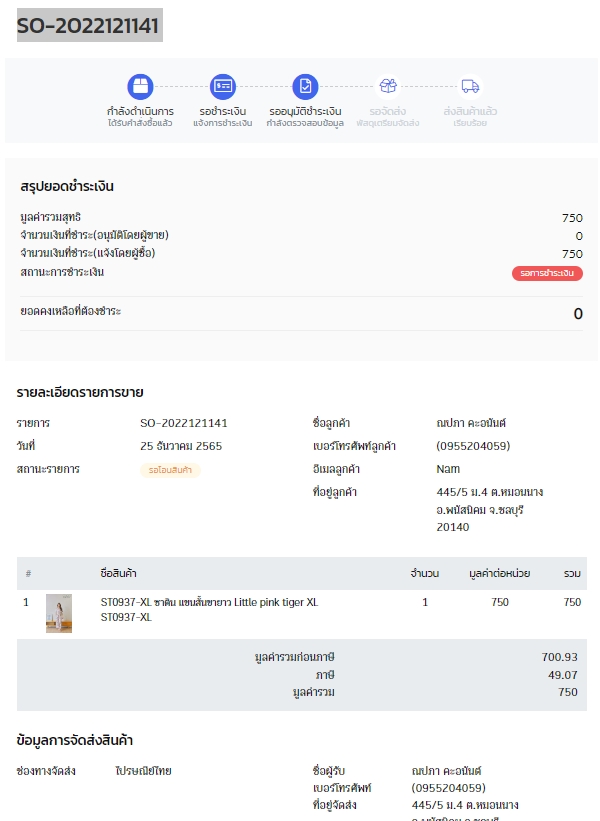 SO-2022121141
กำลังดำเนินการ
ได้รับคำสั่งซื้อแล้ว
รอชำระเงิน
แจ้งการชำระเงิน
รออนุมัติชำระเงิน
กำลังตรวจสอบข้อมูล
รอจัดส่ง
พัสดุเตรียมจัดส่ง
ส่งสินค้าแล้ว
เรียบร้อย
สรุปยอดชำระเงิน
มูลค่ารวมสุทธิ 750
จำนวนเงินที่ชำระ(อนุมัติโดยผู้ขาย) 0
จำนวนเงินที่ชำระ(แจ้งโดยผู้ซื้อ) 750
สถานะการชำระเงิน รอการชำระเงิน
ยอดคงเหลือที่ต้องชำระ 0
รายละเอียดรายการขาย
รายการ SO-2022121141
วันที่ 25 ธันวาคม 2565
สถานะรายการ รอโอนสินค้า
ชื่อลูกค้า ณปภา คะอนันต์
เบอร์โทรศัพท์ลูกค้า (0955204059)
อีเมลลูกค้า Nam
ที่อยู่ลูกค้า 445/5 ม.4 ต.หมอนนาง
อ.พนัสนิคม จ.ชลบุรี
20140
# ชื่อสินค้า จำนวน มูลค่าต่อหน่วย รวม
1 ST0937-XL ซาติน แขนสั้นขายาว Little pink tiger XL 1 750 750
ST0937-XL
มูลค่ารวมก่อนภาษี 700.93
ภาษี 49.07
มูลค่ารวม 750
ข้อมูลการจัดส่งสินค้า
ช่องทางจัดส่ง ไปรษณีย์ไทย
ชื่อผู้รับ ณปภา คะอนันต์
เบอร์โทรศัพท์ (0955204059)
ที่อยู่จัดส่ง 445/5 ม.4 ต.หมอนนาง